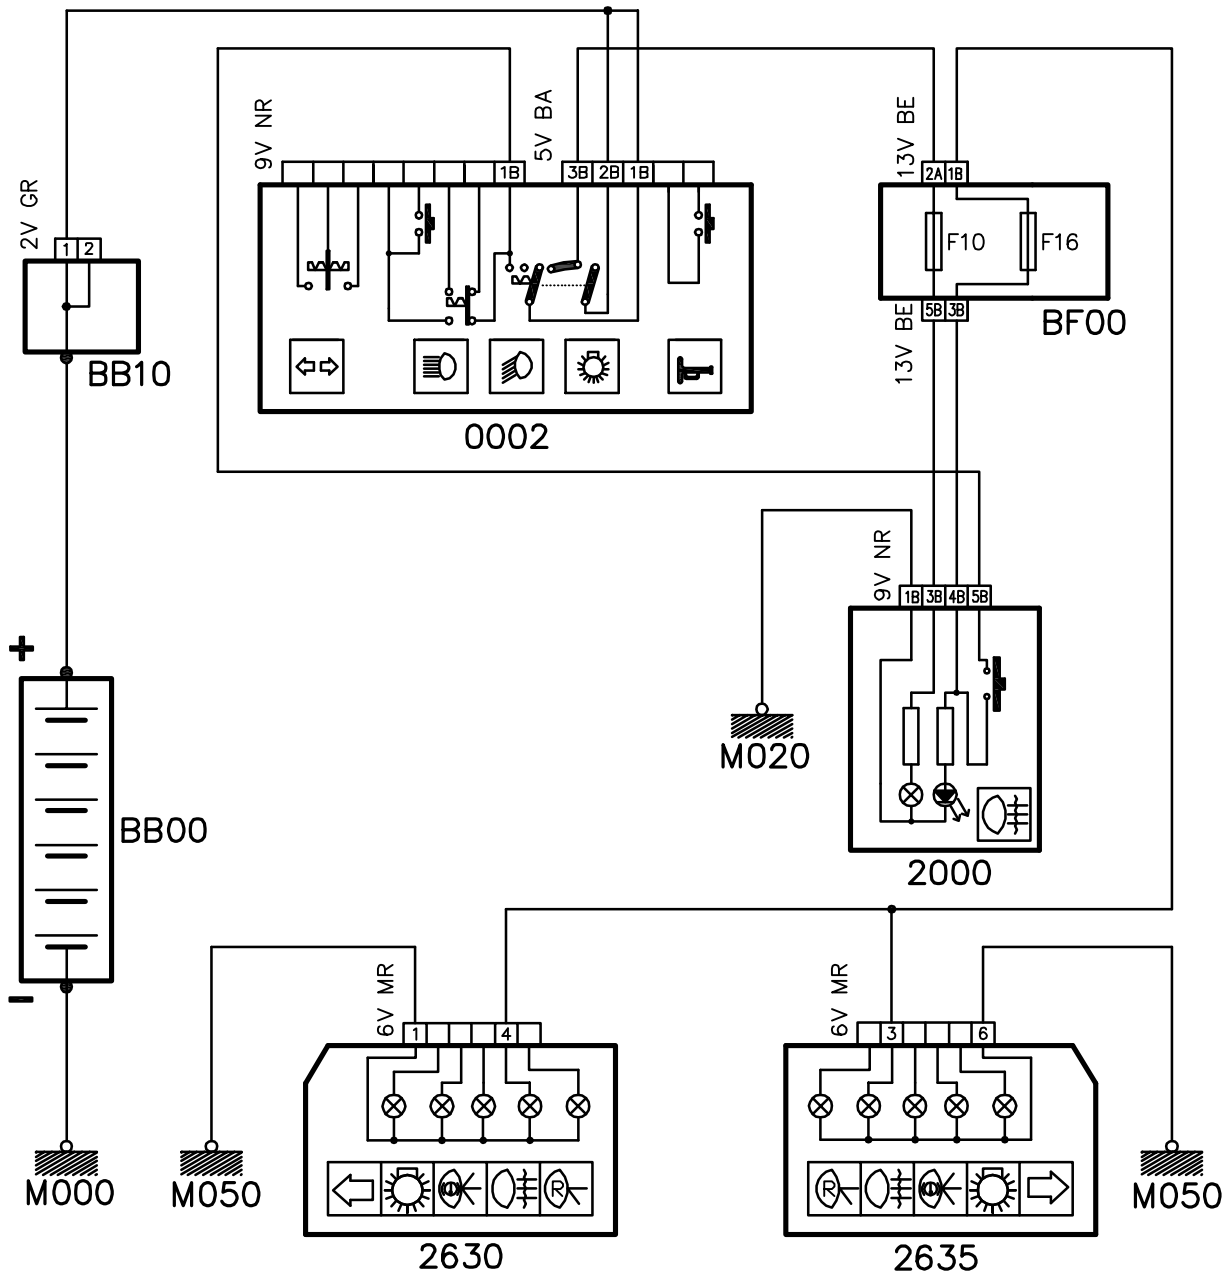 9V NR
5V BA
13V BE
2V GR
1B
3B 2B 1B
2A 1B
1 2
F10
F16
5B 3B
BF00
13V BE
BB10
0002
9V NR
1B 3B 4B 5B
+
M020
BB00
2000
-
6V MR
6V MR
1 4
3 6
R
R
M000
M050
M050
2630
2635